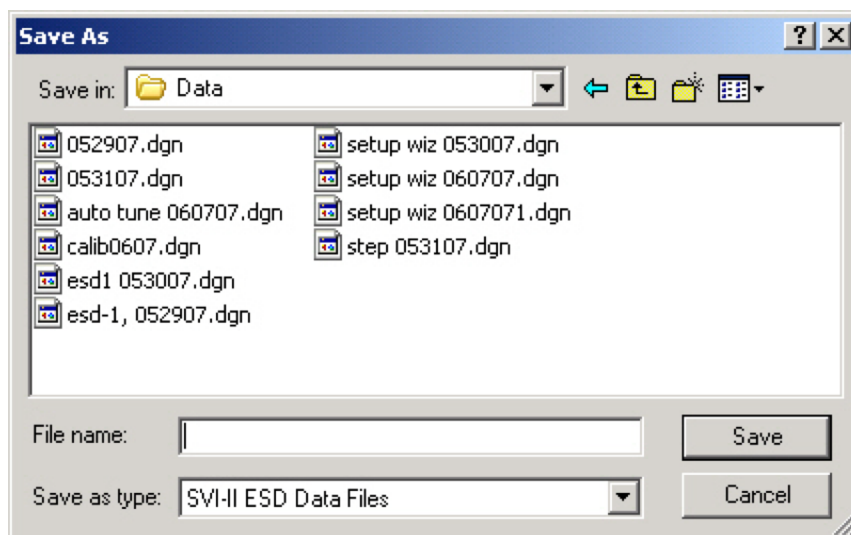 Save As
Save in: Data
052907.dgn
053107.dgn
auto tune 060707.dgn
calib0607.dgn
esd1 053007.dgn
esd-1, 052907.dgn
setup wiz 053007.dgn
setup wiz 060707.dgn
setup wiz 0607071.dgn
step 053107.dgn
File name:
Save
Save as type: SVI-II ESD Data Files
Cancel